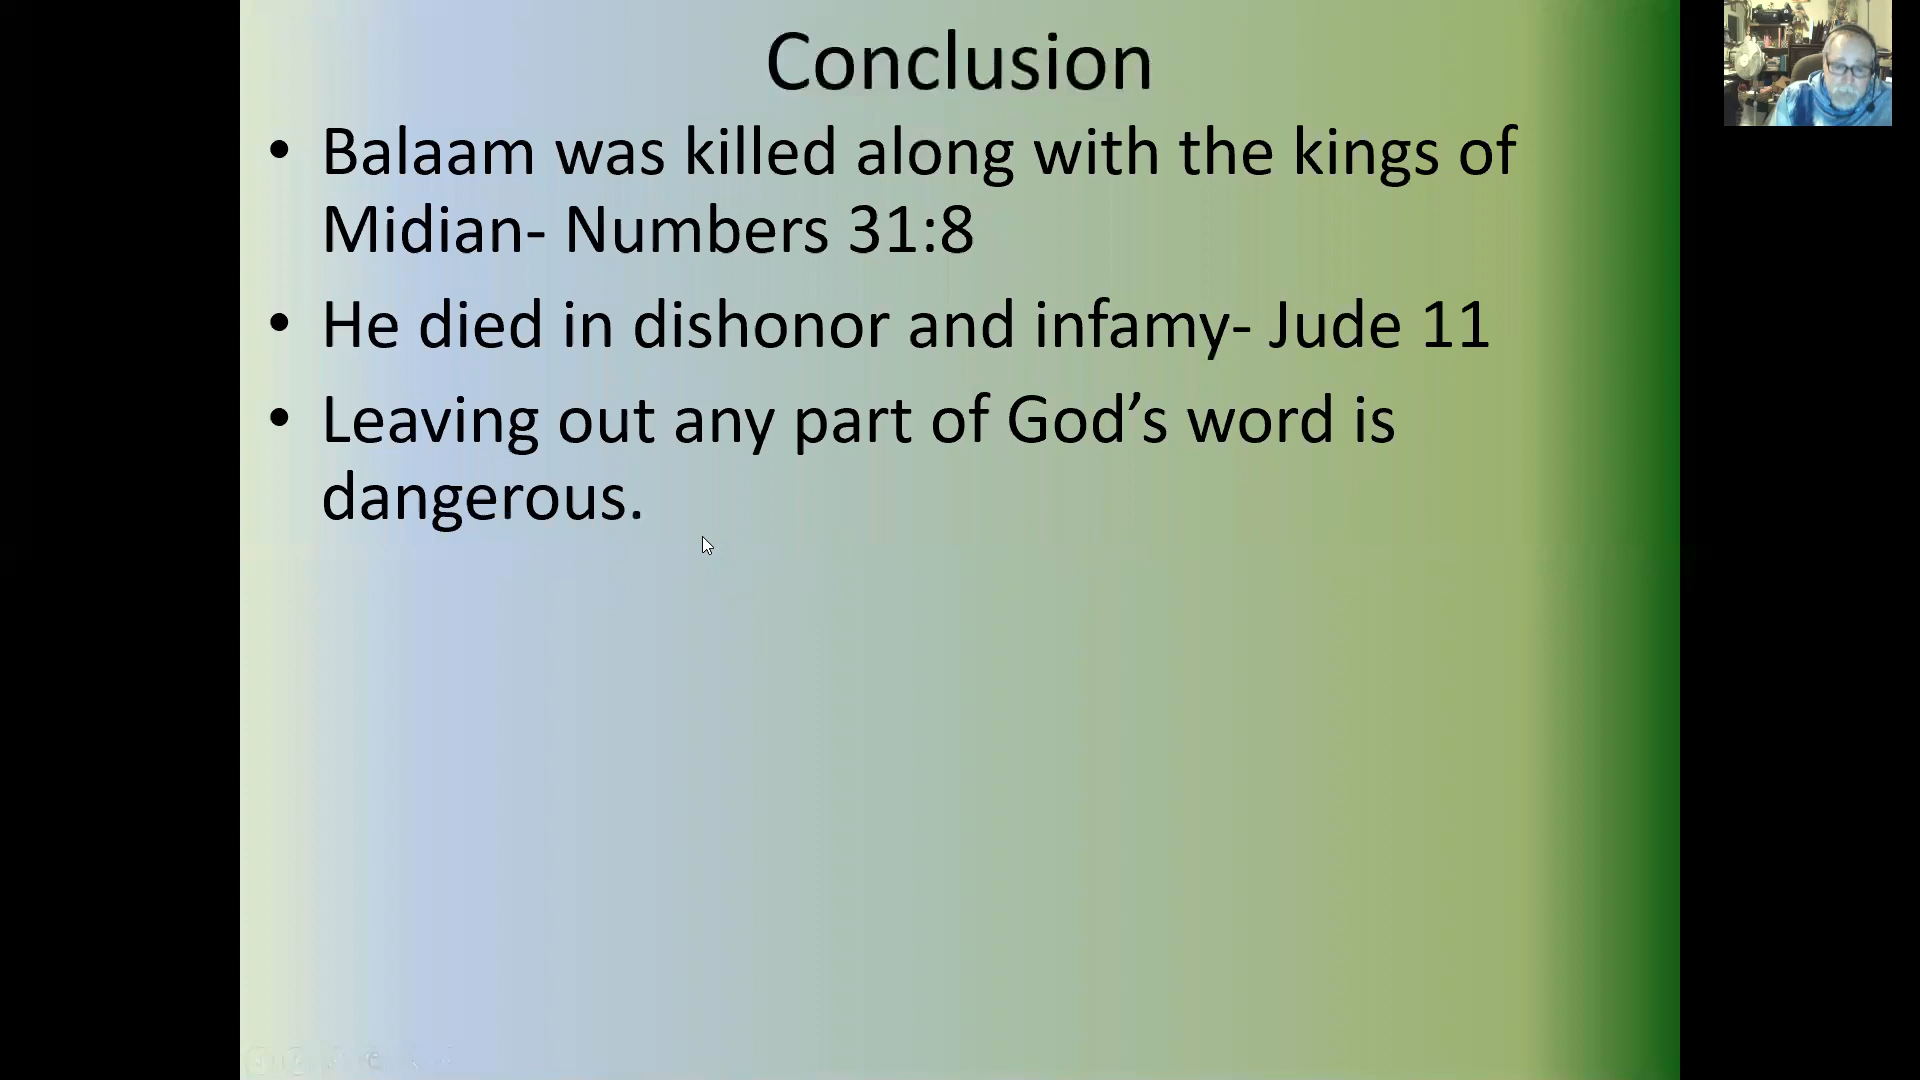 Conclusion
• Balaam was killed along with the kings of
Midian- Numbers 31:8
• He died in dishonor and infamy- Jude 11
• Leaving out any part of God’s word is
dangerous.